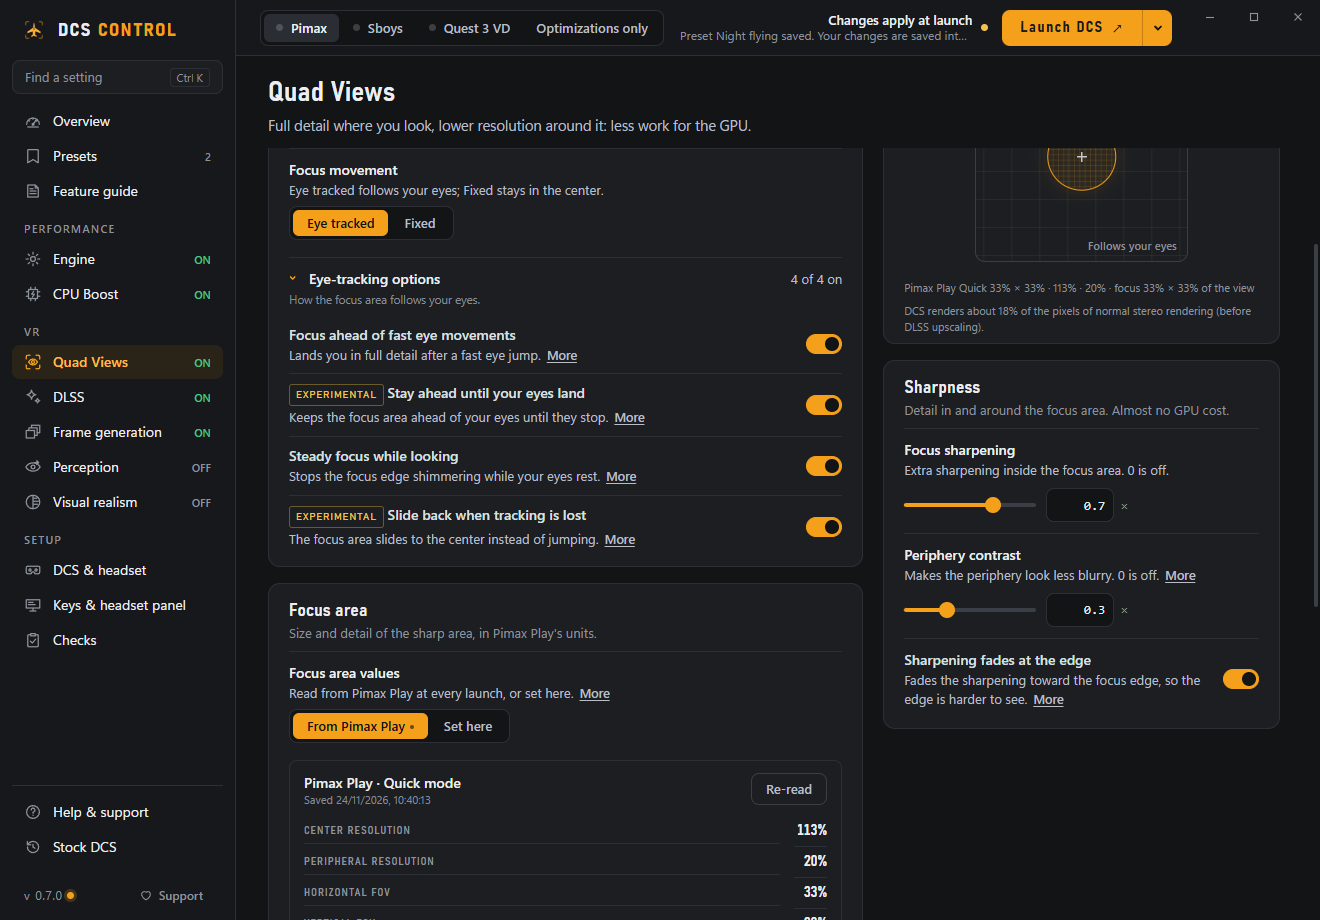 DCS CONTROL
Pimax
Sboys
Quest 3 VD
Optimizations only
Changes apply at launch
Preset Night flying saved. Your changes are saved int...
Launch DCS ↗
Find a setting
Ctrl K
Overview
Presets 2
Feature guide
PERFORMANCE
Engine ON
CPU Boost ON
VR
Quad Views ON
DLSS ON
Frame generation ON
Perception OFF
Visual realism OFF
SETUP
DCS & headset
Keys & headset panel
Checks
Help & support
Stock DCS
v 0.7.0
Support
Quad Views
Full detail where you look, lower resolution around it: less work for the GPU.
Focus movement
Eye tracked follows your eyes; Fixed stays in the center.
Eye tracked Fixed
Eye-tracking options 4 of 4 on
How the focus area follows your eyes.
Focus ahead of fast eye movements
Lands you in full detail after a fast eye jump. More
EXPERIMENTAL Stay ahead until your eyes land
Keeps the focus area ahead of your eyes until they stop. More
Steady focus while looking
Stops the focus edge shimmering while your eyes rest. More
EXPERIMENTAL Slide back when tracking is lost
The focus area slides to the center instead of jumping. More
Focus area
Size and detail of the sharp area, in Pimax Play's units.
Focus area values
Read from Pimax Play at every launch, or set here. More
From Pimax Play • Set here
Pimax Play · Quick mode
Saved 24/11/2026, 10:40:13
Re-read
CENTER RESOLUTION 113%
PERIPHERAL RESOLUTION 20%
HORIZONTAL FOV 33%
Follows your eyes
Pimax Play Quick 33% × 33% · 113% · 20% · focus 33% × 33% of the view
DCS renders about 18% of the pixels of normal stereo rendering (before
DLSS upscaling).
Sharpness
Detail in and around the focus area. Almost no GPU cost.
Focus sharpening
Extra sharpening inside the focus area. 0 is off.
0.7 ×
Periphery contrast
Makes the periphery look less blurry. 0 is off. More
0.3 ×
Sharpening fades at the edge
Fades the sharpening toward the focus edge, so the
edge is harder to see. More